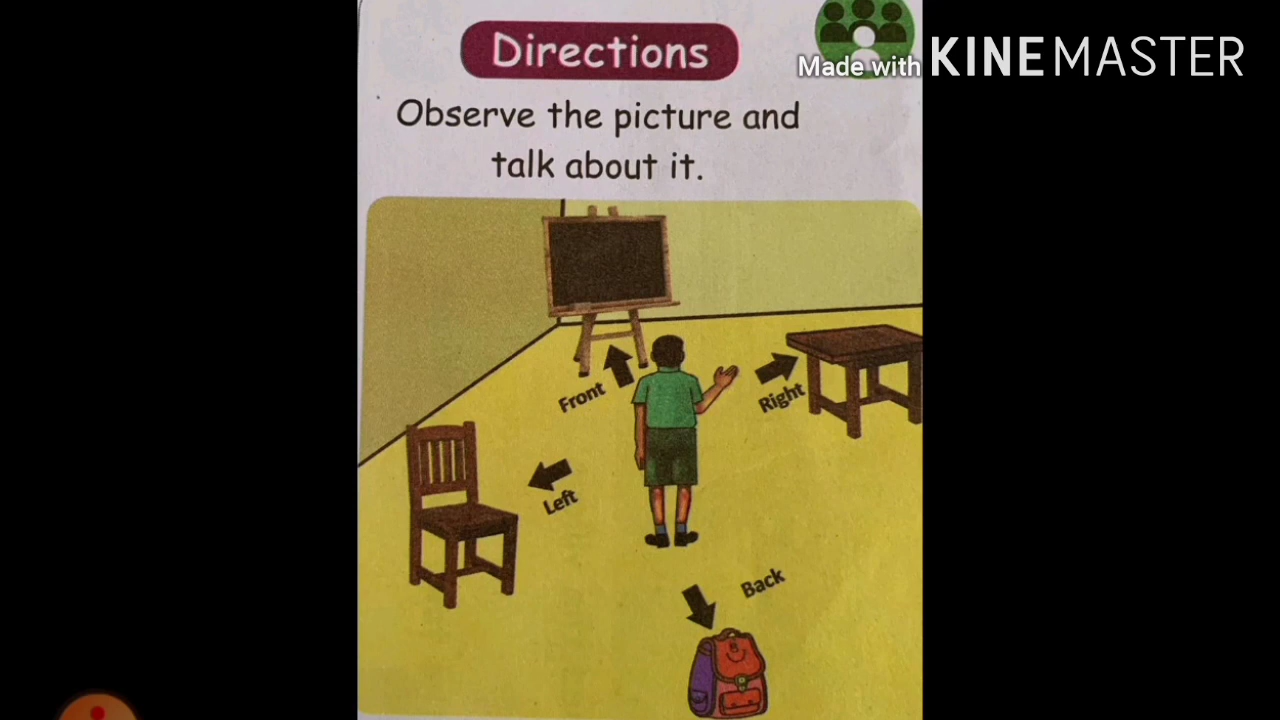 Directions
Made with KINEMASTER
Observe the picture and
talk about it.
Front
Right
Left
Back